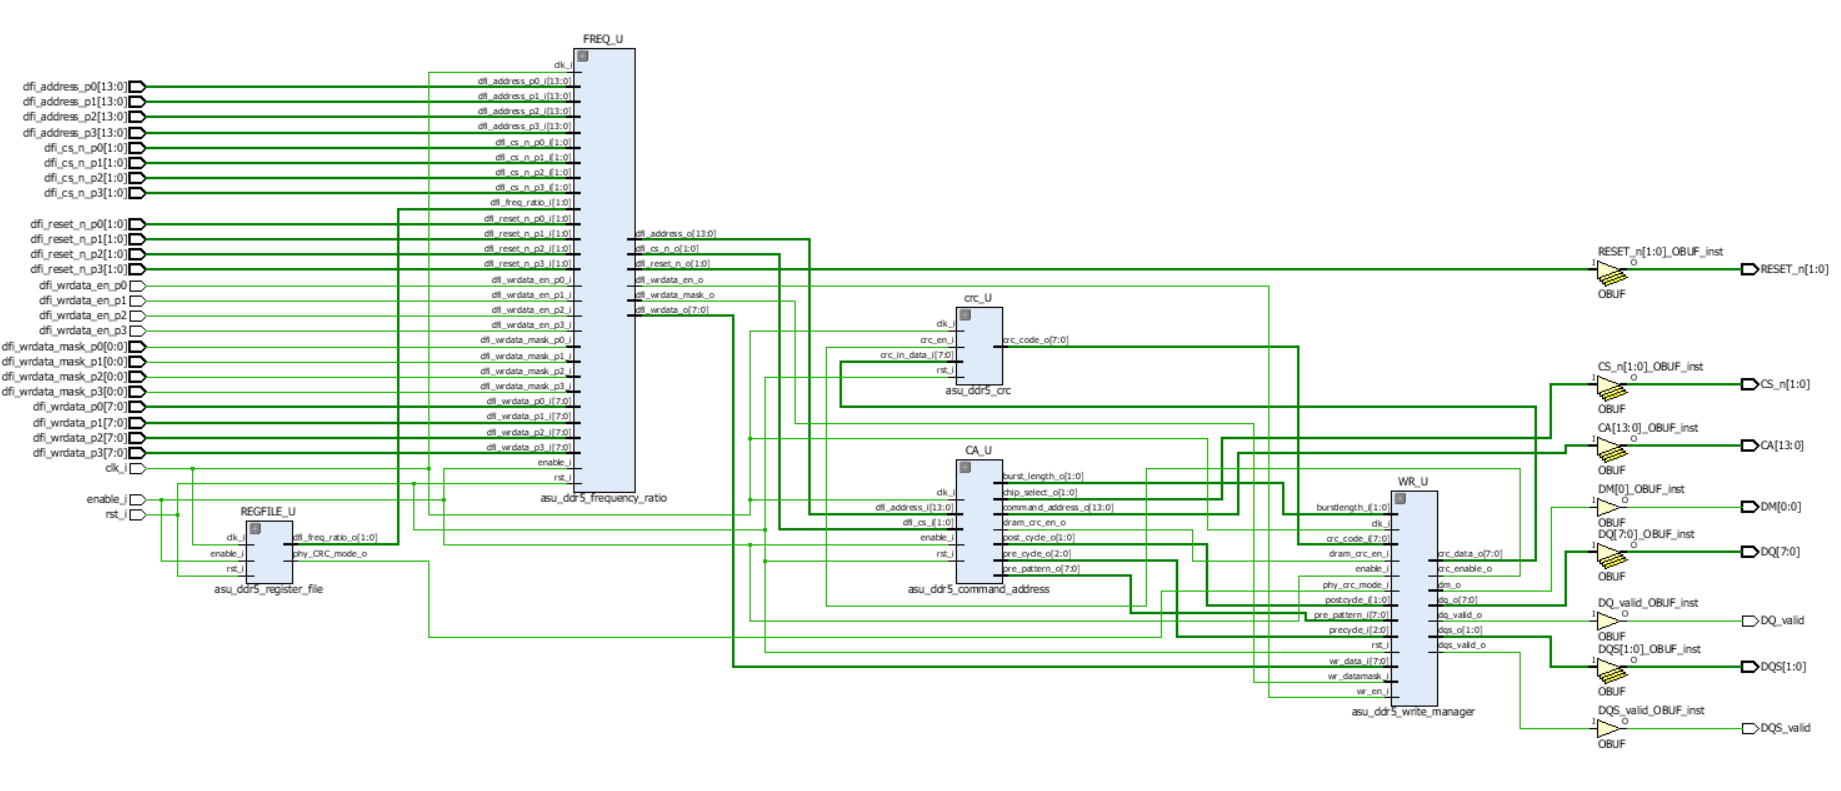 FREQ_U
clk_i
dfi_address_p0[13:0]
dfi_address_p1[13:0]
dfi_address_p2[13:0]
dfi_address_p3[13:0]
dfi_cs_n_p0[1:0]
dfi_cs_n_p1[1:0]
dfi_cs_n_p2[1:0]
dfi_cs_n_p3[1:0]
dfi_reset_n_p0[1:0]
dfi_reset_n_p1[1:0]
dfi_reset_n_p2[1:0]
dfi_reset_n_p3[1:0]
dfi_wrdata_en_p0
dfi_wrdata_en_p1
dfi_wrdata_en_p2
dfi_wrdata_en_p3
dfi_wrdata_mask_p0[0:0]
dfi_wrdata_mask_p1[0:0]
dfi_wrdata_mask_p2[0:0]
dfi_wrdata_mask_p3[0:0]
dfi_wrdata_p0[7:0]
dfi_wrdata_p1[7:0]
dfi_wrdata_p2[7:0]
dfi_wrdata_p3[7:0]
clk_i
enable_i
rst_i
dfi_address_p0_i[13:0]
dfi_address_p1_i[13:0]
dfi_address_p2_i[13:0]
dfi_address_p3_i[13:0]
dfi_cs_n_p0_i[1:0]
dfi_cs_n_p1_i[1:0]
dfi_cs_n_p2_i[1:0]
dfi_cs_n_p3_i[1:0]
dfi_freq_ratio_i[1:0]
dfi_reset_n_p0_i[1:0]
dfi_reset_n_p1_i[1:0]
dfi_reset_n_p2_i[1:0]
dfi_reset_n_p3_i[1:0]
dfi_wrdata_en_p0_i
dfi_wrdata_en_p1_i
dfi_wrdata_en_p2_i
dfi_wrdata_en_p3_i
dfi_wrdata_mask_p0_i
dfi_wrdata_mask_p1_i
dfi_wrdata_mask_p2_i
dfi_wrdata_mask_p3_i
dfi_wrdata_p0_i[7:0]
dfi_wrdata_p1_i[7:0]
dfi_wrdata_p2_i[7:0]
dfi_wrdata_p3_i[7:0]
enable_i
rst_i
dfi_address_o[13:0]
dfi_cs_n_o[1:0]
dfi_reset_n_o[1:0]
dfi_wrdata_en_o
dfi_wrdata_mask_o
dfi_wrdata_o[7:0]
asu_ddr5_frequency_ratio
REGFILE_U
clk_i
enable_i
rst_i
dfi_freq_ratio_o[1:0]
phy_CRC_mode_o
asu_ddr5_register_file
crc_U
clk_i
crc_en_i
crc_in_data_i[7:0]
rst_i
crc_code_o[7:0]
asu_ddr5_crc
CA_U
clk_i
dfi_address_i[13:0]
dfi_cs_i[1:0]
enable_i
rst_i
burst_length_o[1:0]
chip_select_o[1:0]
command_address_o[13:0]
dram_crc_en_o
post_cycle_o[1:0]
pre_cycle_o[2:0]
pre_pattern_o[7:0]
asu_ddr5_command_address
WR_U
burstlength_i[1:0]
clk_i
crc_code_i[7:0]
dram_crc_en_i
enable_i
phy_crc_mode_i
postcycle_i[1:0]
pre_pattern_i[7:0]
precycle_i[2:0]
rst_i
wr_data_i[7:0]
wr_datamask_i
wr_en_i
crc_data_o[7:0]
crc_enable_o
dm_o
dq_o[7:0]
dq_valid_o
dqs_o[1:0]
dqs_valid_o
asu_ddr5_write_manager
RESET_n[1:0]_OBUF_inst
I
O
OBUF
RESET_n[1:0]
CS_n[1:0]_OBUF_inst
I
O
OBUF
CS_n[1:0]
CA[13:0]_OBUF_inst
I
O
OBUF
CA[13:0]
DM[0]_OBUF_inst
I
O
OBUF
DM[0:0]
DQ[7:0]_OBUF_inst
I
O
OBUF
DQ[7:0]
DQ_valid_OBUF_inst
I
O
OBUF
DQ_valid
DQS[1:0]_OBUF_inst
I
O
OBUF
DQS[1:0]
DQS_valid_OBUF_inst
I
O
OBUF
DQS_valid